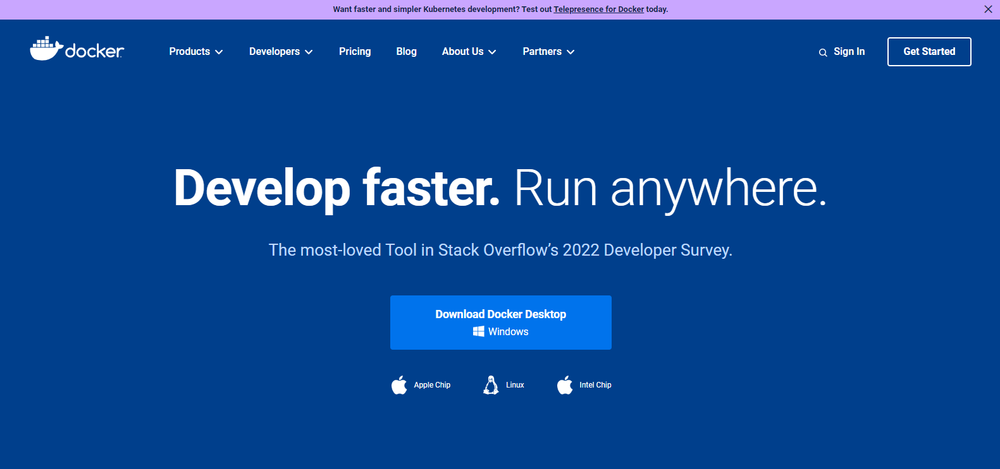 Want faster and simpler Kubernetes development? Test out Telepresence for Docker today.
docker
Products
Developers
Pricing
Blog
About Us
Partners
Sign In
Get Started
Develop faster. Run anywhere.
The most-loved Tool in Stack Overflow’s 2022 Developer Survey.
Download Docker Desktop
Windows
Apple Chip
Linux
Intel Chip